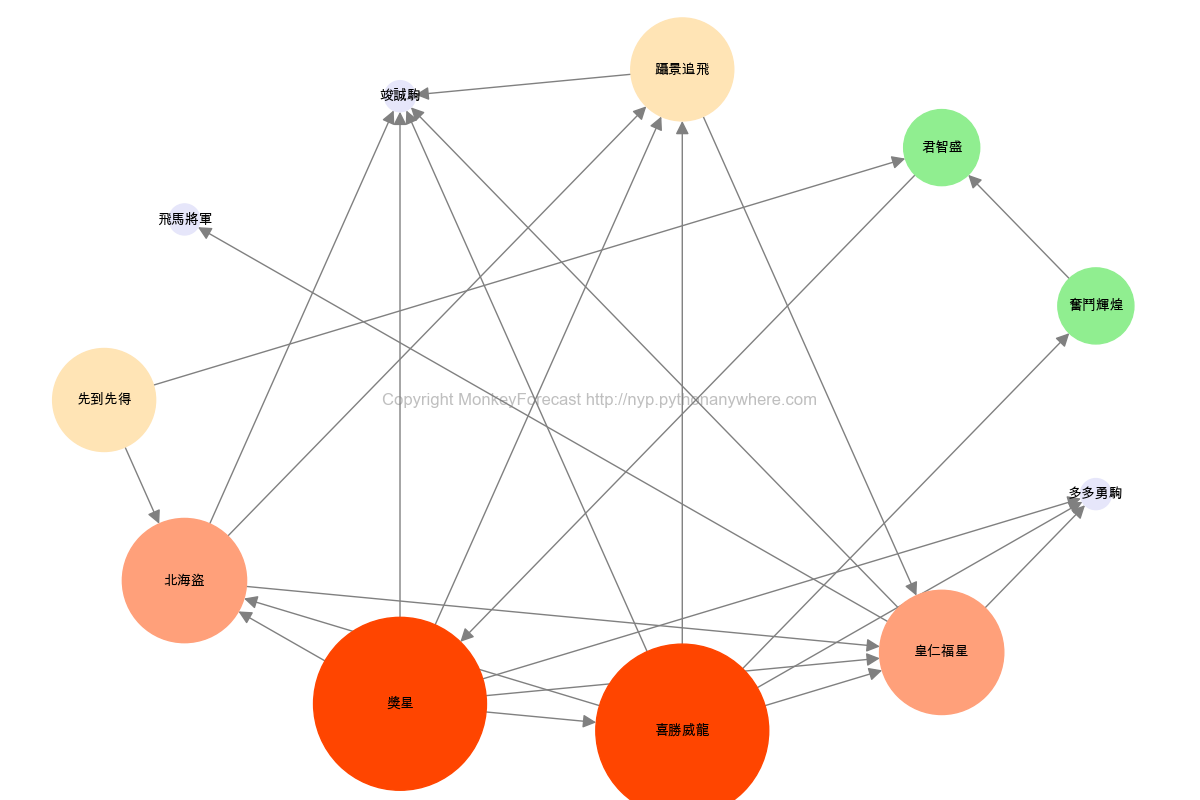 躡景追飛
竣誠駒
君智盛
飛馬將軍
奮鬥輝煌
先到先得
Copyright MonkeyForecast http://nyp.pythonanywhere.com
多多勇駒
北海盜
皇仁福星
獎星
喜勝威龍